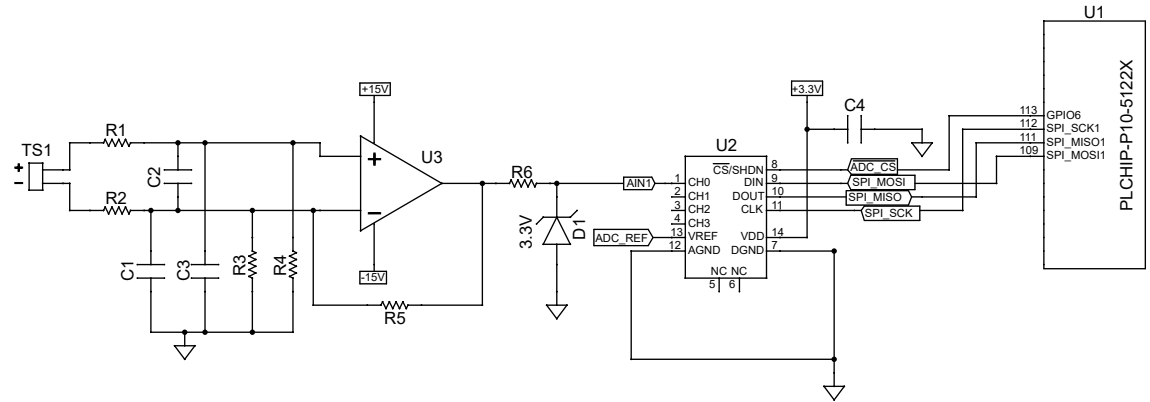 U1
PLCHIP-P10-5122X
113 GPIO6
112 SPI_SCK1
111 SPI_MISO1
109 SPI_MOSI1
+3.3V
C4
+15V
-15V
U3
+
−
TS1
+
−
R1
R2
C2
C1
C3
R3
R4
R5
R6
3.3V
D1
AIN1
ADC_REF
U2
1 CH0
2 CH1
3 CH2
4 CH3
13 VREF
12 AGND
CS/SHDN 8
DIN 9
DOUT 10
CLK 11
VDD 14
DGND 7
NC NC
5 6
ADC_CS
SPI_MOSI
SPI_MISO
SPI_SCK